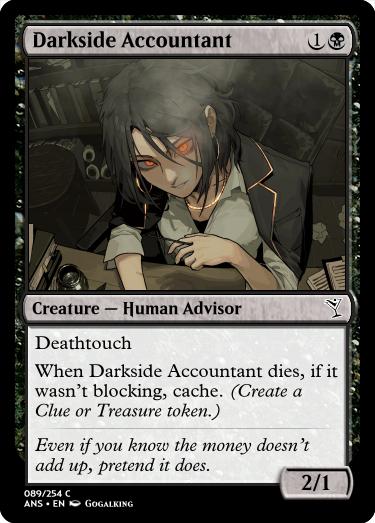 Darkside Accountant 1
Creature — Human Advisor
Deathtouch
When Darkside Accountant dies, if it
wasn't blocking, cache. (Create a
Clue or Treasure token.)
Even if you know the money doesn't
add up, pretend it does.
2/1
089/254 C
ANS • EN Gogalking